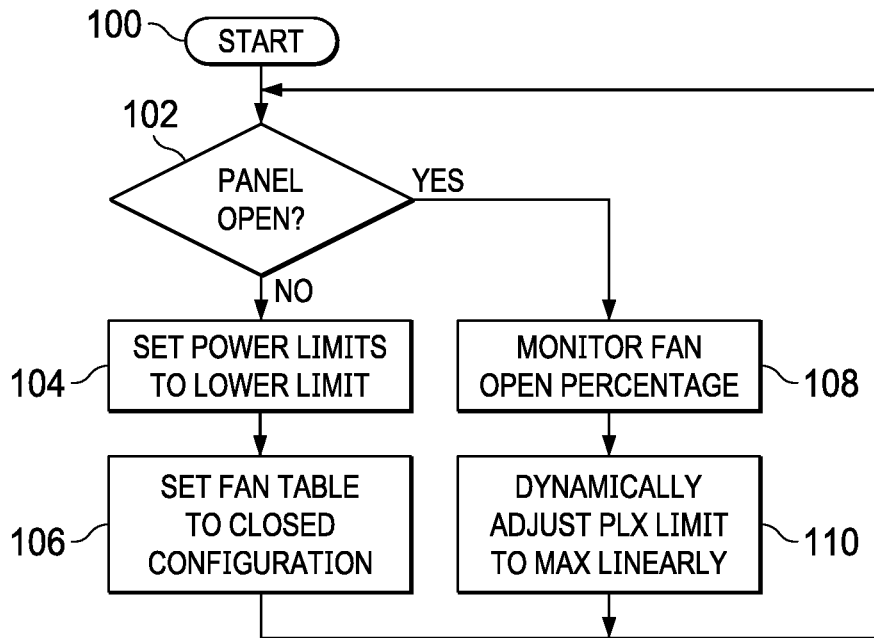 100
START
102
PANEL
OPEN?
YES
NO
104
SET POWER LIMITS
TO LOWER LIMIT
MONITOR FAN
OPEN PERCENTAGE
108
106
SET FAN TABLE
TO CLOSED
CONFIGURATION
DYNAMICALLY
ADJUST PLX LIMIT
TO MAX LINEARLY
110